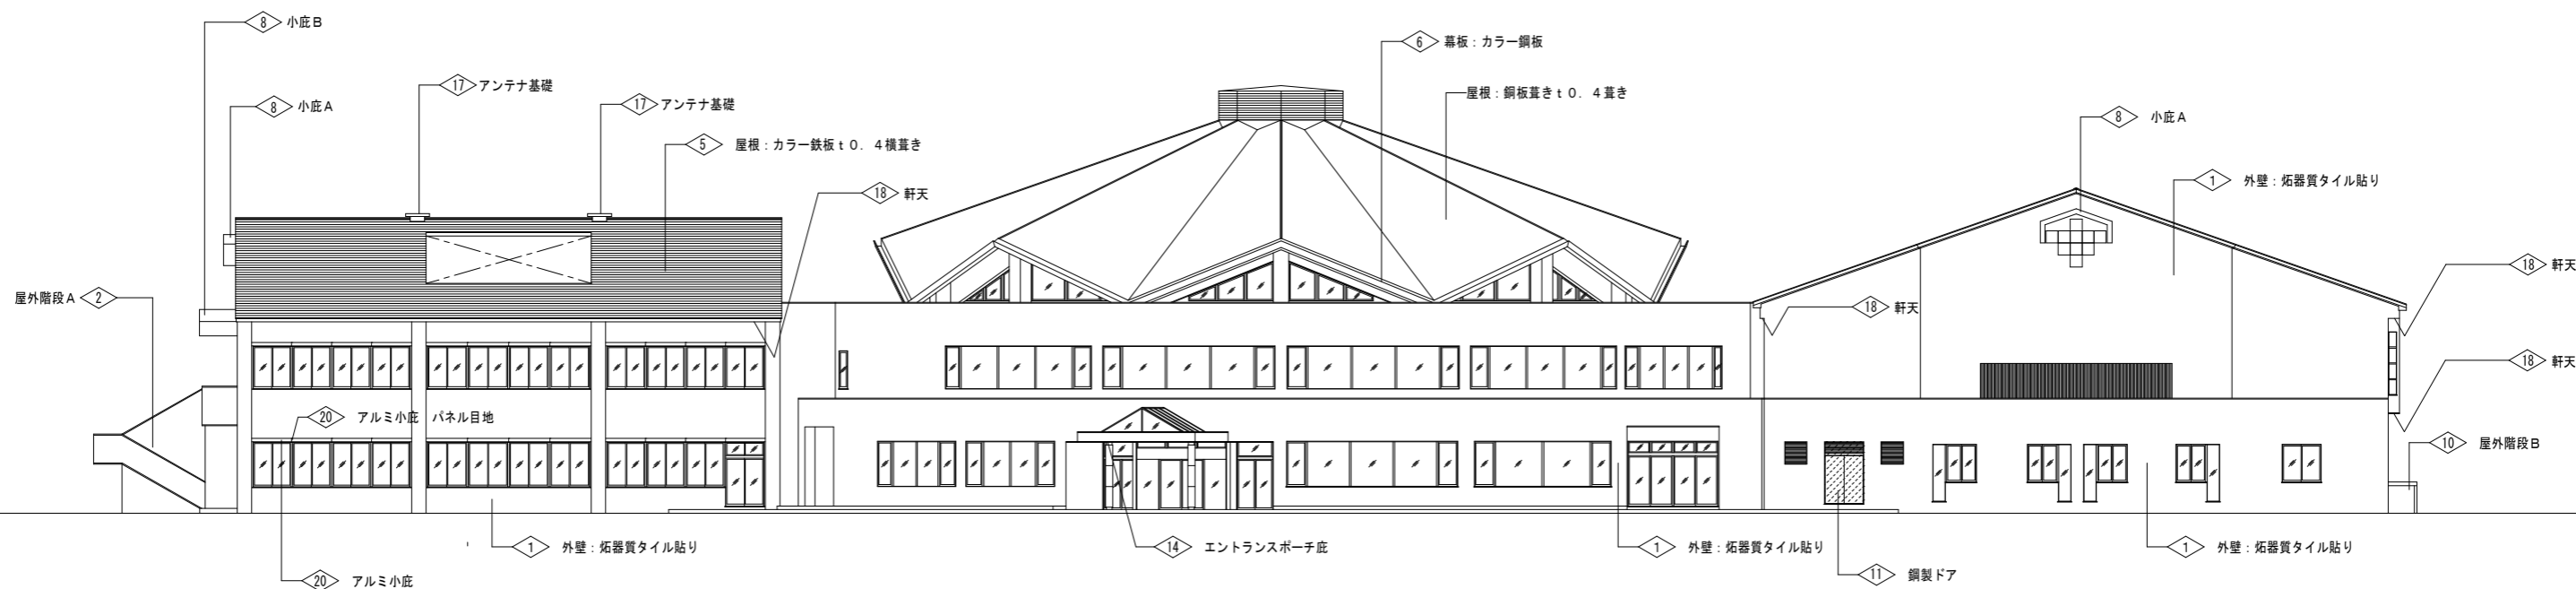 8 小庇B
6 幕板：カラー鋼板
17 アンテナ基礎
屋根：銅板葺きｔ０．４葺き
17 アンテナ基礎
8 小庇A
8 小庇A
5 屋根：カラー鉄板ｔ０．４横葺き
1 外壁：炻器質タイル貼り
18 軒天
18 軒天
屋外階段A 2
18 軒天
18 軒天
20 アルミ小庇　パネル目地
10 屋外階段B
1 外壁：炻器質タイル貼り
14 エントランスポーチ庇
1 外壁：炻器質タイル貼り
1 外壁：炻器質タイル貼り
11 鋼製ドア
20 アルミ小庇